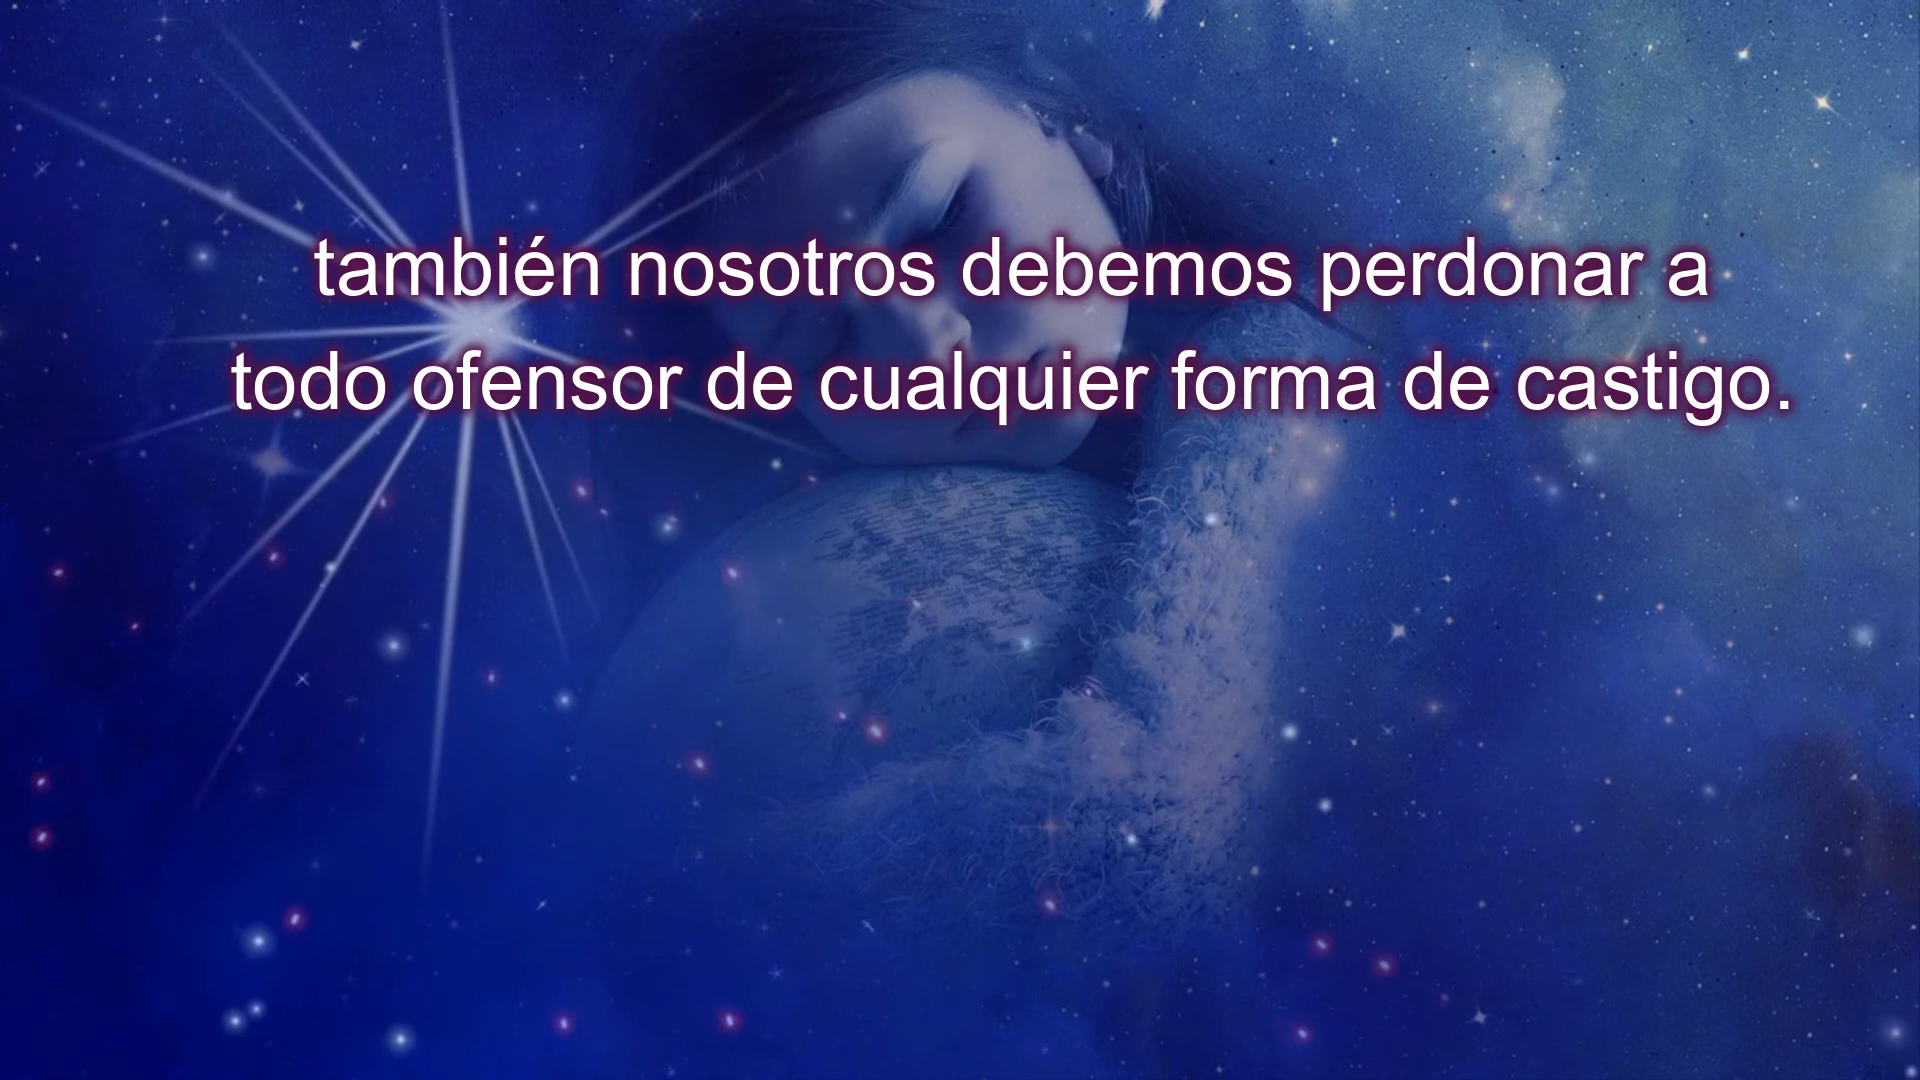 también nosotros debemos perdonar a
todo ofensor de cualquier forma de castigo.